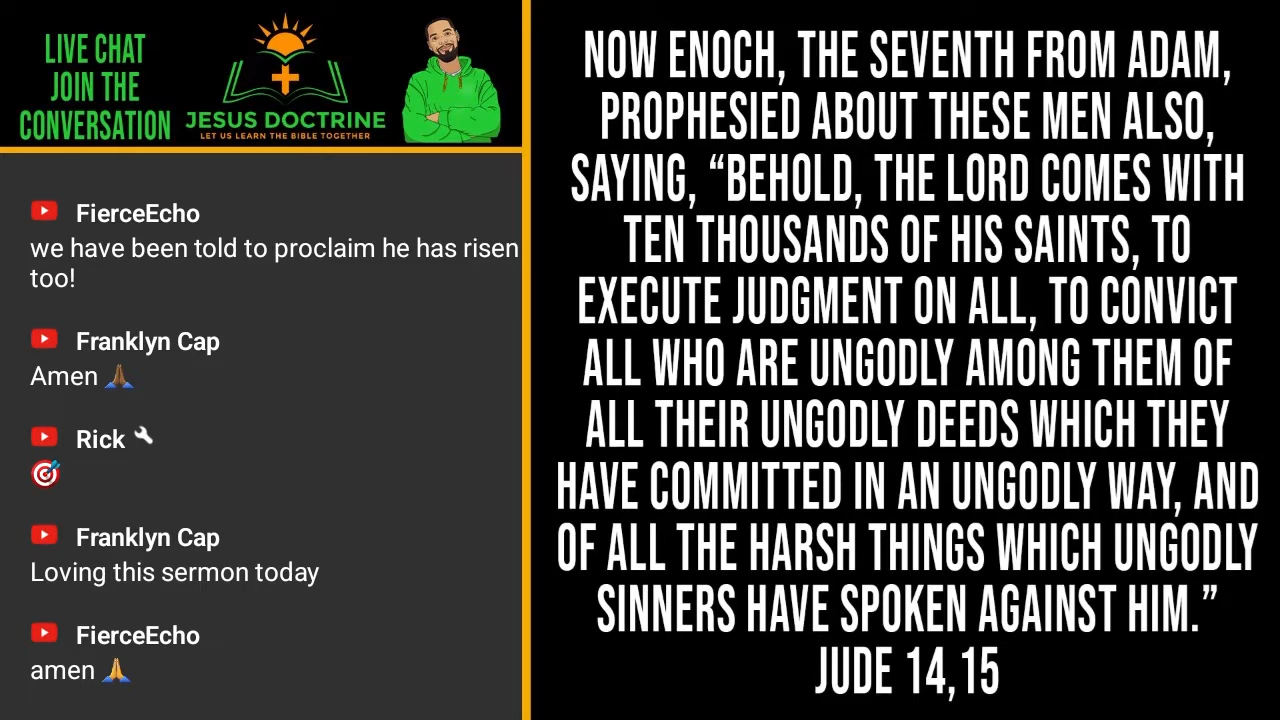 LIVE CHAT
JOIN THE
CONVERSATION
JESUS DOCTRINE
LET US LEARN THE BIBLE TOGETHER
FierceEcho
we have been told to proclaim he has risen
too!
Franklyn Cap
Amen 🙏🏾
Rick 🔧
🎯
Franklyn Cap
Loving this sermon today
FierceEcho
amen 🙏
NOW ENOCH, THE SEVENTH FROM ADAM,
PROPHESIED ABOUT THESE MEN ALSO,
SAYING, “BEHOLD, THE LORD COMES WITH
TEN THOUSANDS OF HIS SAINTS, TO
EXECUTE JUDGMENT ON ALL, TO CONVICT
ALL WHO ARE UNGODLY AMONG THEM OF
ALL THEIR UNGODLY DEEDS WHICH THEY
HAVE COMMITTED IN AN UNGODLY WAY, AND
OF ALL THE HARSH THINGS WHICH UNGODLY
SINNERS HAVE SPOKEN AGAINST HIM.”
JUDE 14,15